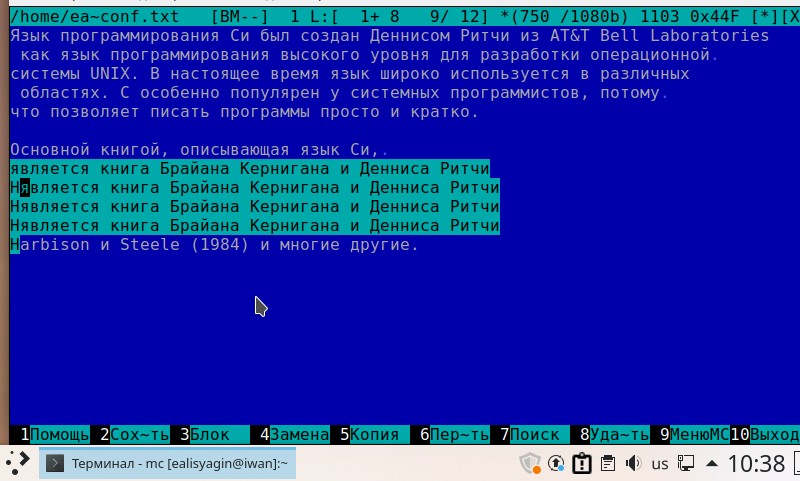 /home/ea~conf.txt [BM--] 1 L:[ 1+ 8 9/ 12] *(750 /1080b) 1103 0x44F [*][X
Язык программирования Си был создан Деннисом Ритчи из AT&T Bell Laboratories
как язык программирования высокого уровня для разработки операционной.
системы UNIX. В настоящее время язык широко используется в различных
областях. С особенно популярен у системных программистов, потому.
что позволяет писать программы просто и кратко.
Основной книгой, описывающая язык Си,.
является книга Брайана Кернигана и Денниса Ритчи
Нявляется книга Брайана Кернигана и Денниса Ритчи
Нявляется книга Брайана Кернигана и Денниса Ритчи
Нявляется книга Брайана Кернигана и Денниса Ритчи
Harbison и Steele (1984) и многие другие.
1Помощь 2Сох~ть 3Блок 4Замена 5Копия 6Пер~ть 7Поиск 8Уда~ть 9МенюMC 10Выход
Терминал - mc [ealisyagin@iwan]:~ us 10:38